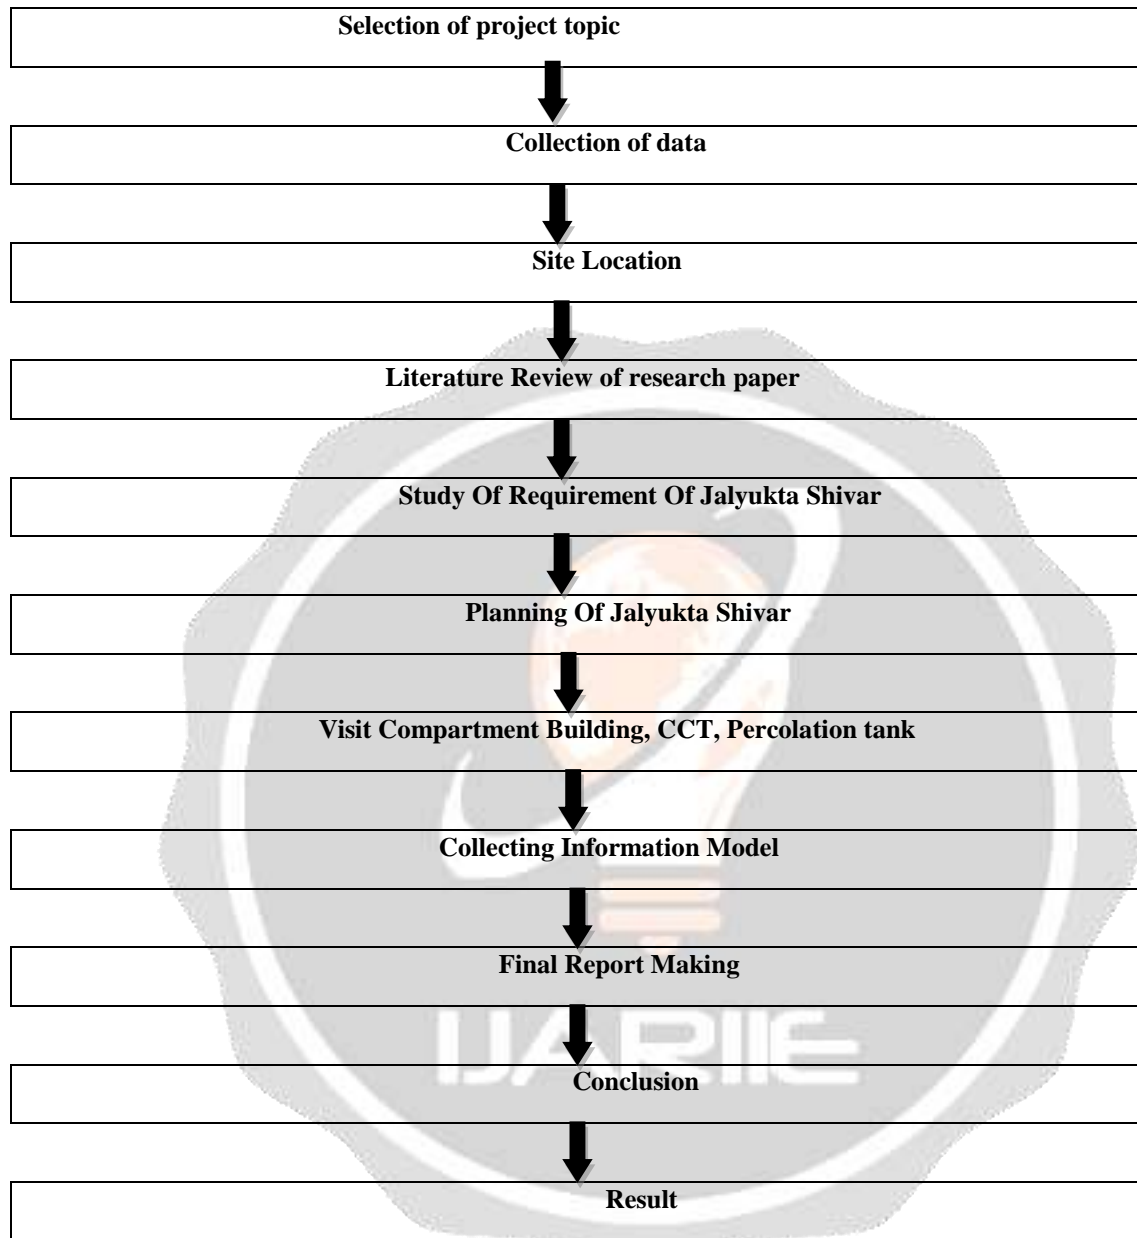 Selection of project topic
Collection of data
Site Location
Literature Review of research paper
Study Of Requirement Of Jalyukta Shivar
Planning Of Jalyukta Shivar
Visit Compartment Building, CCT, Percolation tank
Collecting Information Model
Final Report Making
IJARIIE
Conclusion
Result